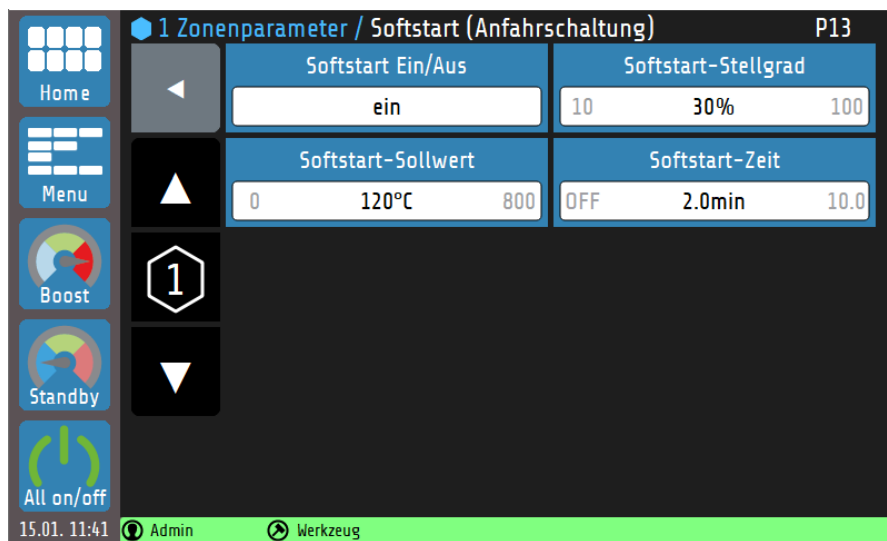 1 Zonenparameter / Softstart (Anfahrschaltung) P13
Home
Softstart Ein/Aus
ein
Softstart-Stellgrad
10 30% 100
Menu
Softstart-Sollwert
0 120°C 800
Softstart-Zeit
OFF 2.0min 10.0
Boost
1
Standby
All on/off
15.01. 11:41 Admin Werkzeug